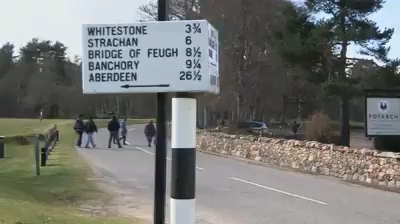 WHITESTONE 3¾
STRACHAN 6
BRIDGE OF FEUGH 8½
BANCHORY 9¼
ABERDEEN 26½
POTARCH